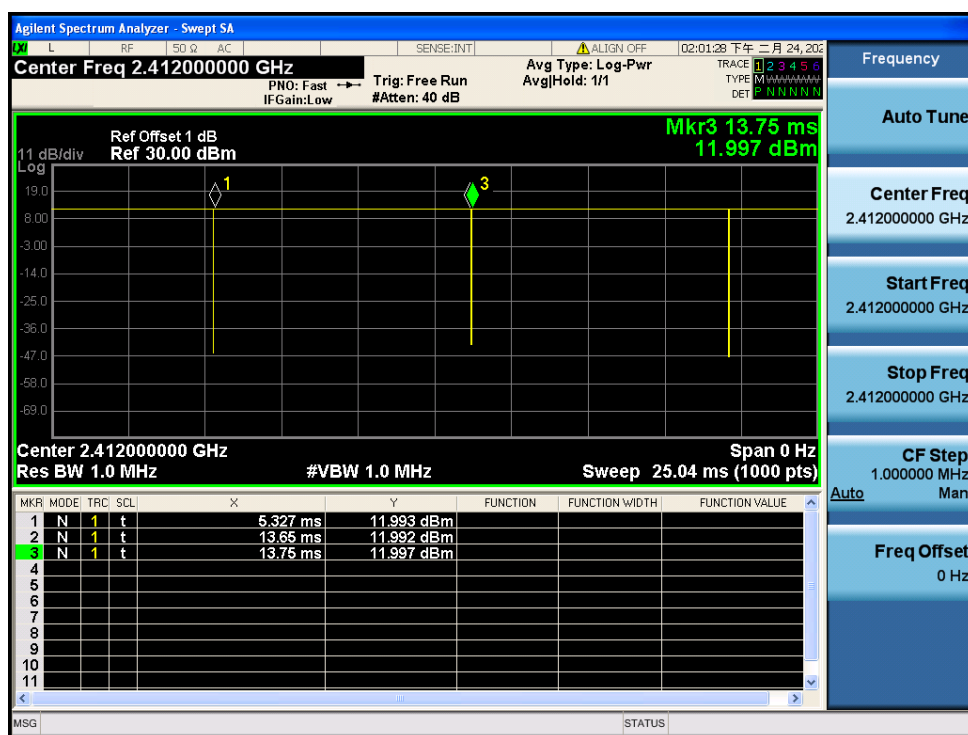 Agilent Spectrum Analyzer - Swept SA
LXI L RF 50 Ω AC SENSE:INT ALIGN OFF 02:01:28 下午 二月 24, 202
Center Freq 2.412000000 GHz
PNO: Fast
IFGain:Low
Trig: Free Run
#Atten: 40 dB
Avg Type: Log-Pwr
Avg|Hold: 1/1
TRACE 1 2 3 4 5 6
TYPE M
DET P N N N N N
Mkr3 13.75 ms
11.997 dBm
Ref Offset 1 dB
11 dB/div Ref 30.00 dBm
Log
19.0
8.00
-3.00
-14.0
-25.0
-36.0
-47.0
-58.0
-69.0
1
3
Center 2.412000000 GHz Span 0 Hz
Res BW 1.0 MHz #VBW 1.0 MHz Sweep 25.04 ms (1000 pts)
MKR MODE TRC SCL X Y FUNCTION FUNCTION WIDTH FUNCTION VALUE
1 N 1 t 5.327 ms 11.993 dBm
2 N 1 t 13.65 ms 11.992 dBm
3 N 1 t 13.75 ms 11.997 dBm
4
5
6
7
8
9
10
11
MSG STATUS
Frequency
Auto Tune
Center Freq
2.412000000 GHz
Start Freq
2.412000000 GHz
Stop Freq
2.412000000 GHz
CF Step
1.000000 MHz
Auto Man
Freq Offset
0 Hz